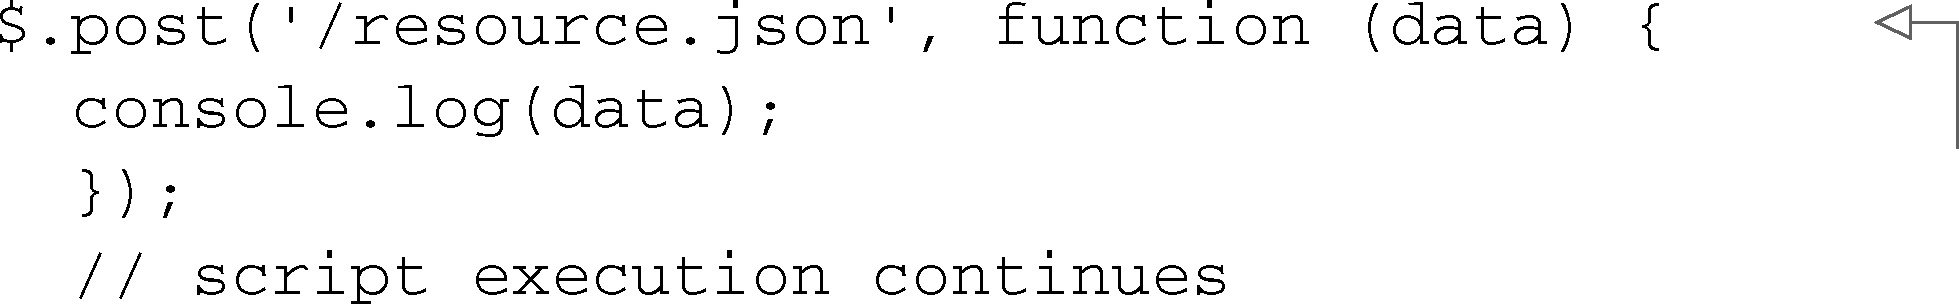 $.post('/resource.json', function (data) {
console.log(data);
});
// script execution continues